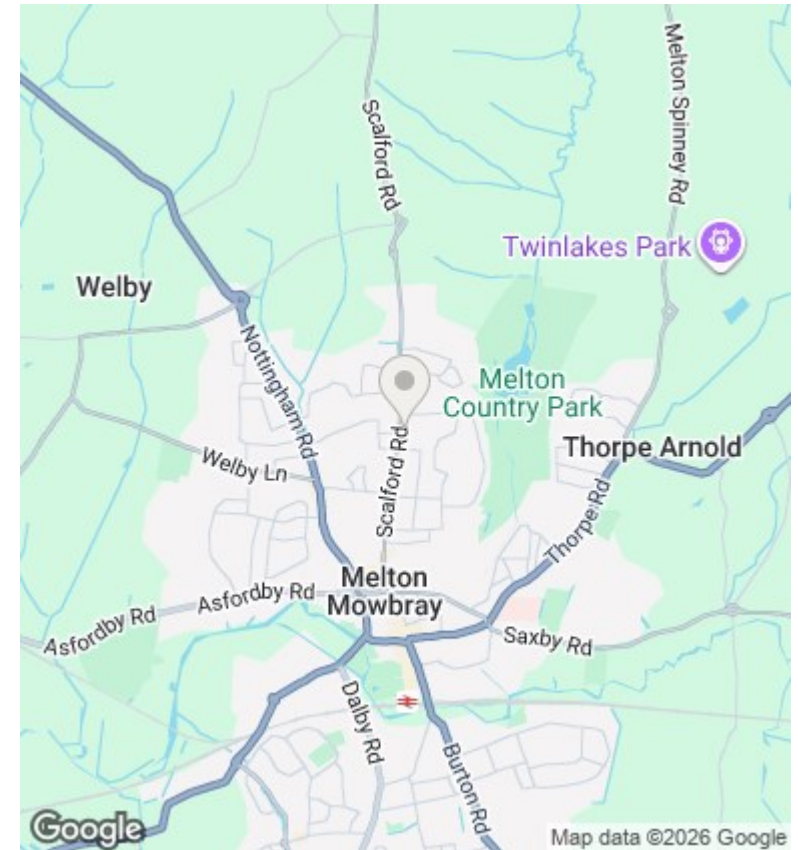 Scalford Rd
Melton Spinney Rd
Twinlakes Park
Welby
Nottingham Rd
Melton
Country Park
Thorpe Arnold
Welby Ln
Scalford Rd
Thorpe Rd
Melton
Mowbray
Asfordby Rd
Asfordby Rd
Saxby Rd
Dalby Rd
Burton Rd
Google
Map data ©2026 Google